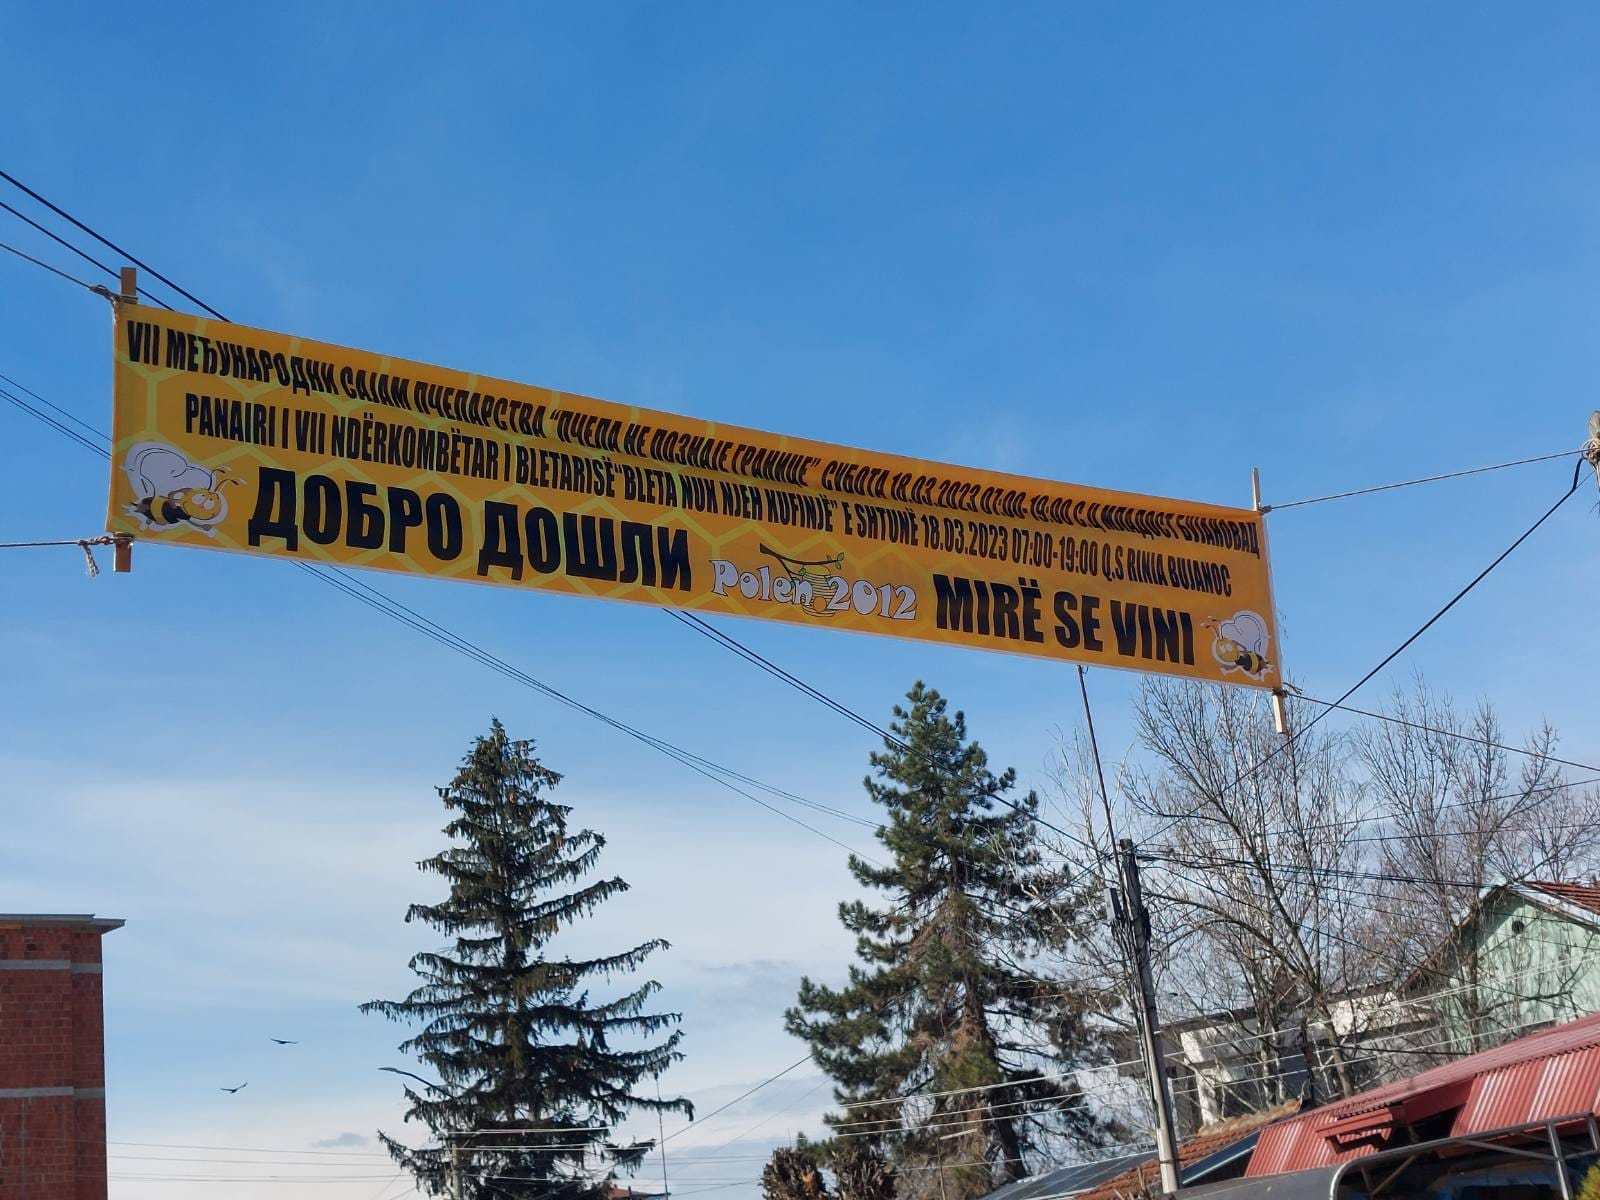 VII МЕЂУНАРОДНИ САЈАМ ПЧЕЛАРСТВА “ПЧЕЛА НЕ ПОЗНАЈЕ ГРАНИЦЕ” СУБОТА 18.03.2023 07:00-19:00 С.Ц МЛАДОСТ БУЈАНОВАЦ
PANAIRI I VII NDËRKOMBËTAR I BLETARISË“BLETA NUK NJEH KUFINJË” E SHTUNË 18.03.2023 07:00-19:00 Q.S RINIA BUJANOC
ДОБРО ДОШЛИ Polen 2012 MIRË SE VINI